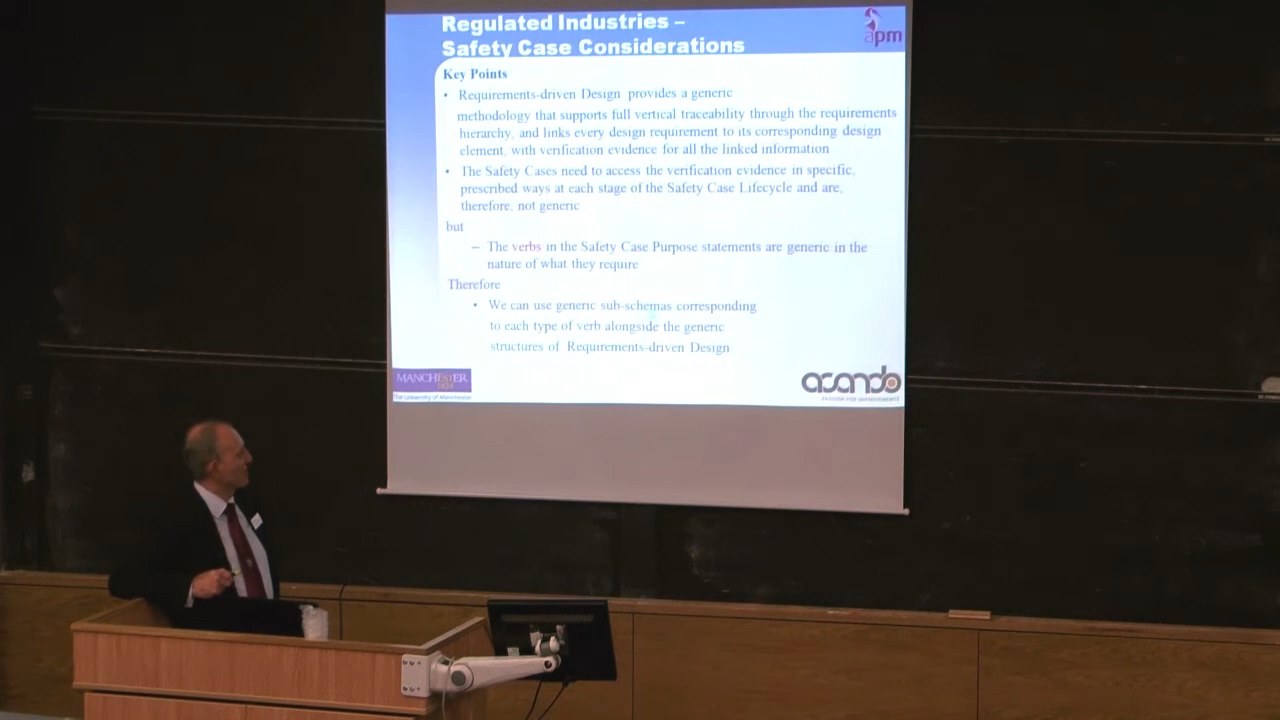 Regulated Industries –
Safety Case Considerations
apm
Key Points
• Requirements-driven Design provides a generic
methodology that supports full vertical traceability through the requirements
hierarchy, and links every design requirement to its corresponding design
element, with verification evidence for all the linked information
• The Safety Cases need to access the verification evidence in specific,
prescribed ways at each stage of the Safety Case Lifecycle and are,
therefore, not generic
but
– The verbs in the Safety Case Purpose statements are generic in the
nature of what they require
Therefore
• We can use generic sub-schemas corresponding
to each type of verb alongside the generic
structures of Requirements-driven Design
MANCHESTER
1824
The University of Manchester
asando
PASSION FOR IMPROVEMENTS